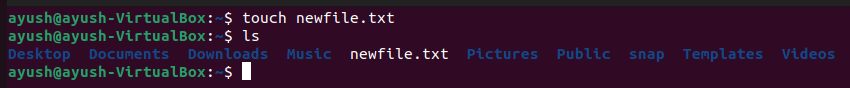 ayush@ayush-VirtualBox:~$ touch newfile.txt
ayush@ayush-VirtualBox:~$ ls
Desktop  Documents  Downloads  Music  newfile.txt  Pictures  Public  snap  Templates  Videos
ayush@ayush-VirtualBox:~$